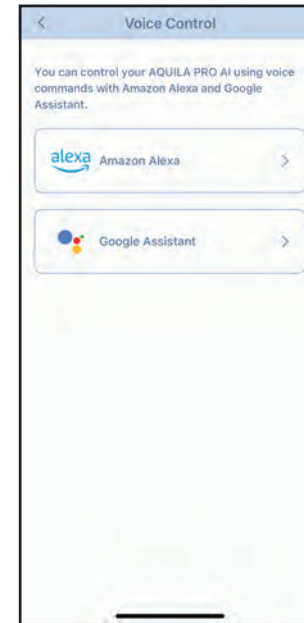 Voice Control
You can control your AQUILA PRO AI using voice
commands with Amazon Alexa and Google
Assistant.
alexa Amazon Alexa
Google Assistant